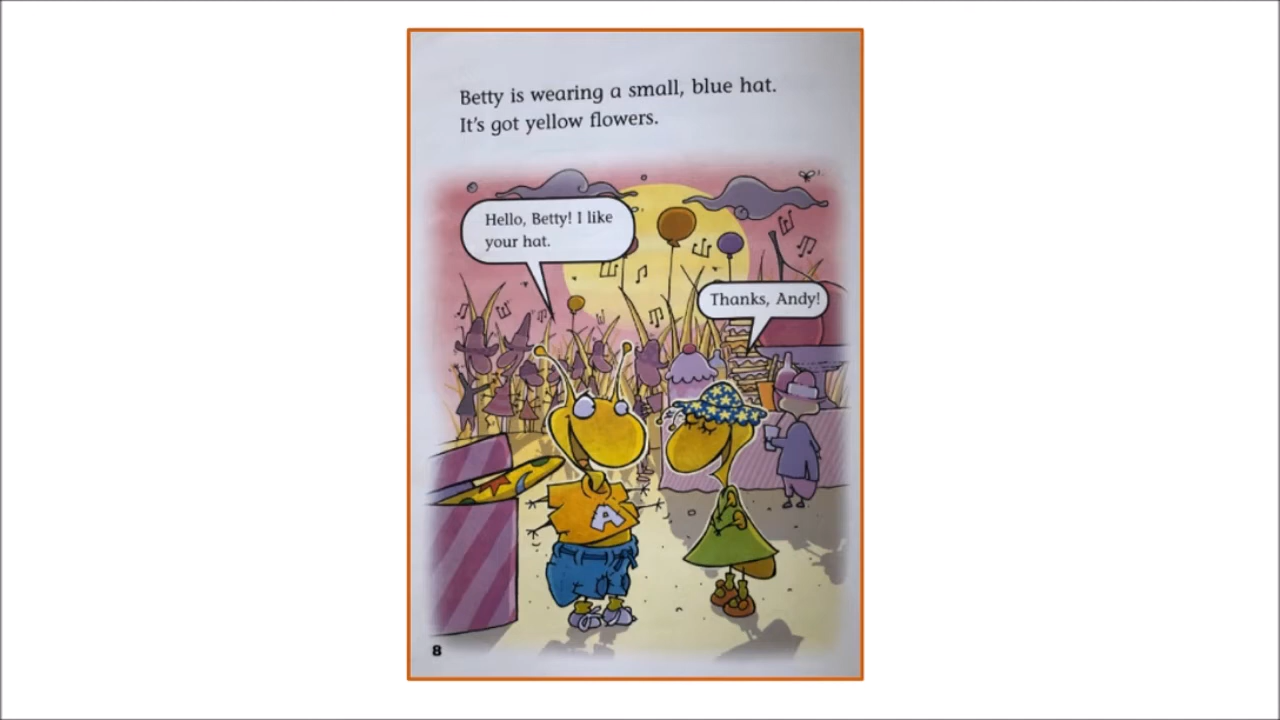 Betty is wearing a small, blue hat.
It's got yellow flowers.
Hello, Betty! I like
your hat.
Thanks, Andy!
A
8